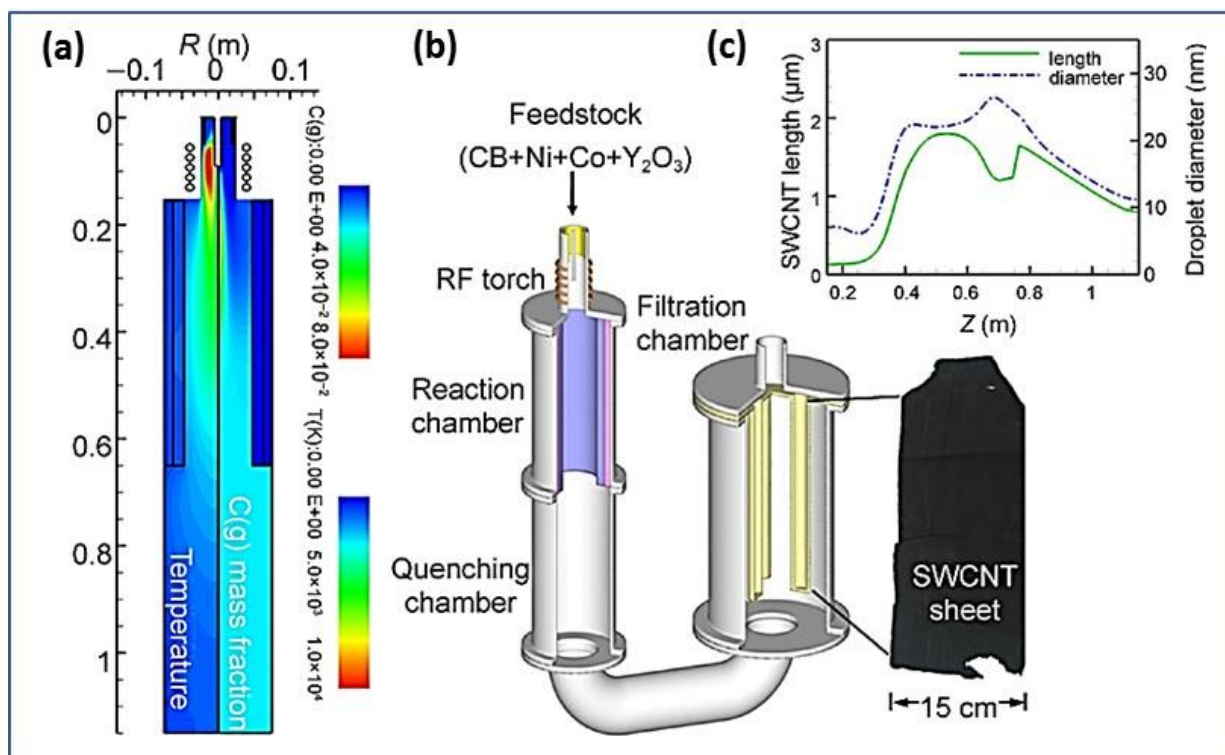 (a)
R (m)
−0.1 0 0.1
0
0.2
0.4
0.6
0.8
1
C(g):0.00 E+00 4.0×10⁻² 8.0×10⁻²
T(K):0.00 E+00 5.0×10³ 1.0×10⁴
Temperature
C(g) mass fraction
(b)
Feedstock
(CB+Ni+Co+Y₂O₃)
RF torch
Reaction
chamber
Quenching
chamber
Filtration
chamber
SWCNT
sheet
15 cm
(c)
length
diameter
SWCNT length (μm)
3
2
1
0
Droplet diameter (nm)
30
20
10
0
0.2 0.4 0.6 0.8 1
Z (m)